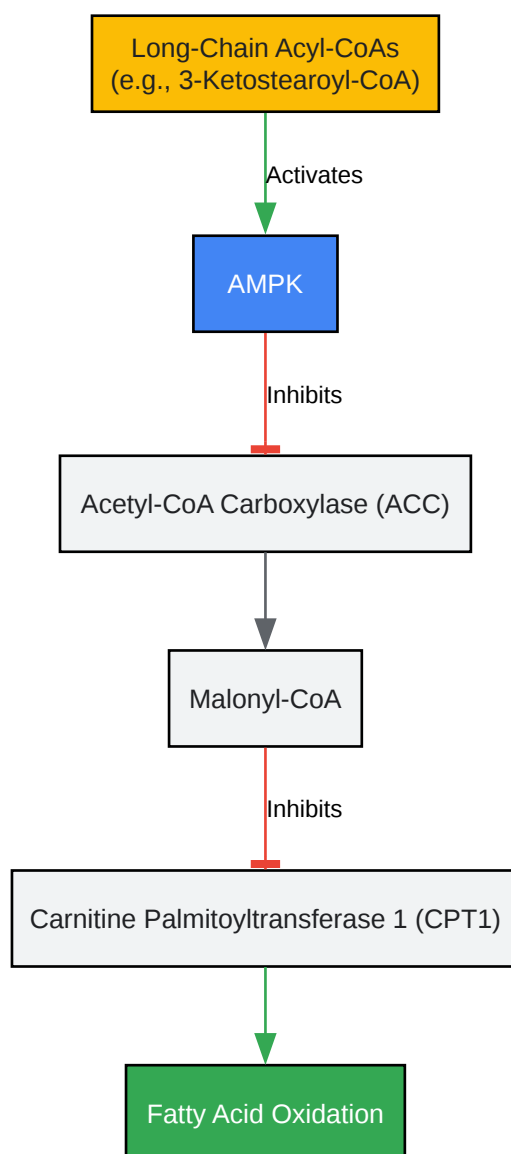 Long-Chain Acyl-CoAs
(e.g., 3-Ketostearoyl-CoA)
Activates
AMPK
Inhibits
Acetyl-CoA Carboxylase (ACC)
Malonyl-CoA
Inhibits
Carnitine Palmitoyltransferase 1 (CPT1)
Fatty Acid Oxidation